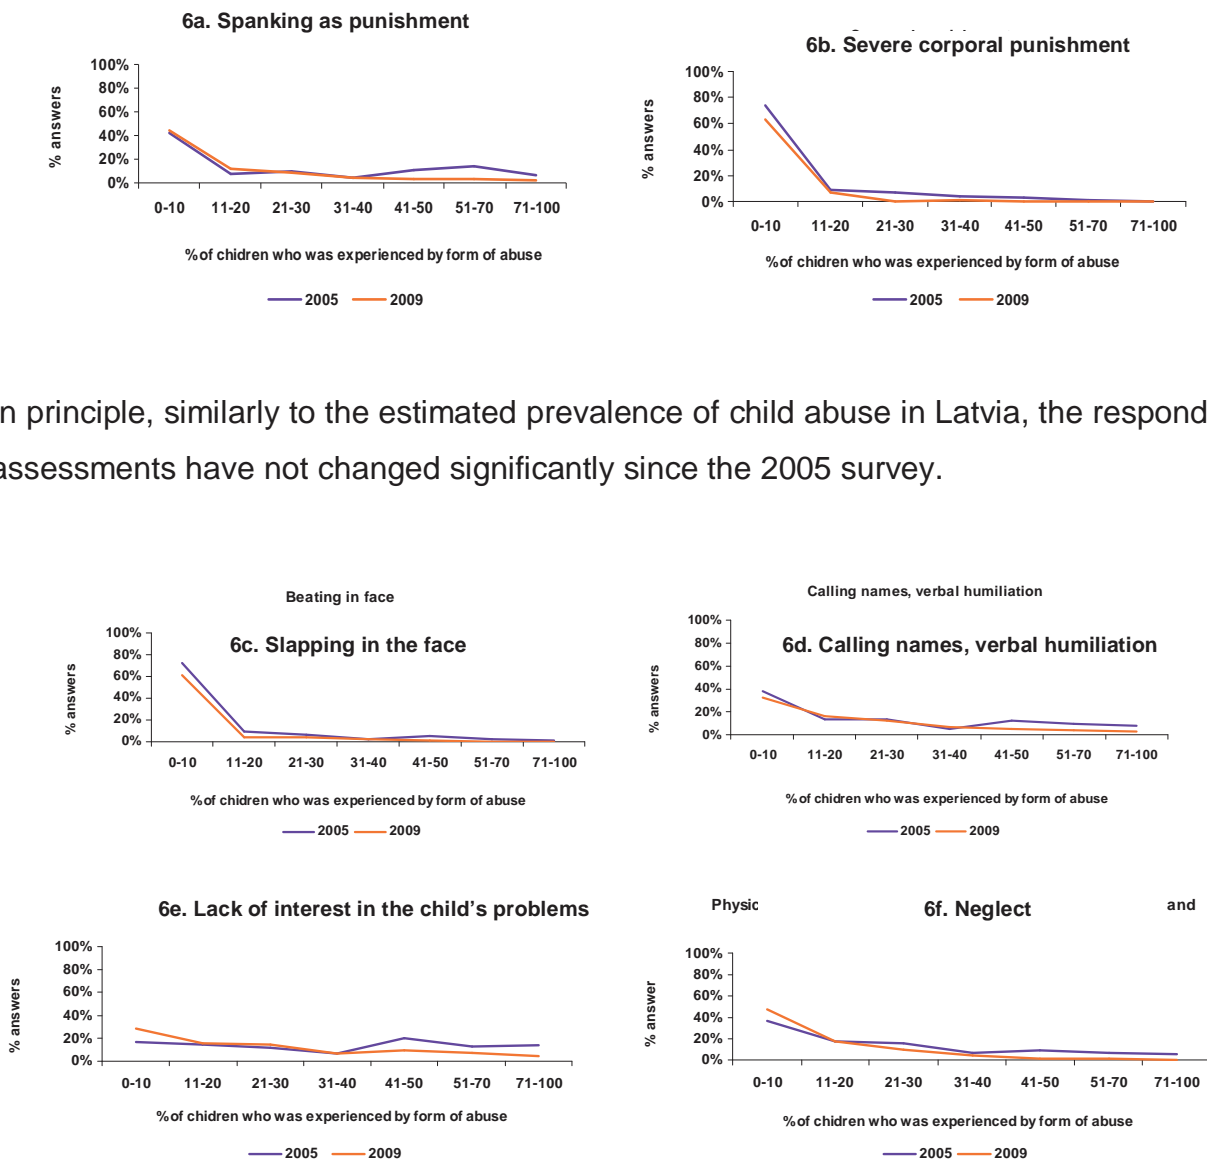 6a. Spanking as punishment
100%
80%
60%
40%
20%
0%
% answers
0-10 11-20 21-30 31-40 41-50 51-70 71-100
%of chidren who was experienced by form of abuse
2005 2009
6b. Severe corporal punishment
100%
80%
60%
40%
20%
0%
% answers
0-10 11-20 21-30 31-40 41-50 51-70 71-100
%of chidren who was experienced by form of abuse
2005 2009
n principle, similarly to the estimated prevalence of child abuse in Latvia, the respond
assessments have not changed significantly since the 2005 survey.
Beating in face
6c. Slapping in the face
100%
80%
60%
40%
20%
0%
% answers
0-10 11-20 21-30 31-40 41-50 51-70 71-100
%of chidren who was experienced by form of abuse
2005 2009
Calling names, verbal humiliation
6d. Calling names, verbal humiliation
100%
80%
60%
40%
20%
0%
% answers
0-10 11-20 21-30 31-40 41-50 51-70 71-100
%of chidren who was experienced by form of abuse
2005 2009
6e. Lack of interest in the child's problems
100%
80%
60%
40%
20%
0%
% answers
0-10 11-20 21-30 31-40 41-50 51-70 71-100
%of chidren who was experienced by form of abuse
2005 2009
Physic 6f. Neglect and
100%
80%
60%
40%
20%
0%
% answer
0-10 11-20 21-30 31-40 41-50 51-70 71-100
%of chidren who was experienced by form of abuse
2005 2009